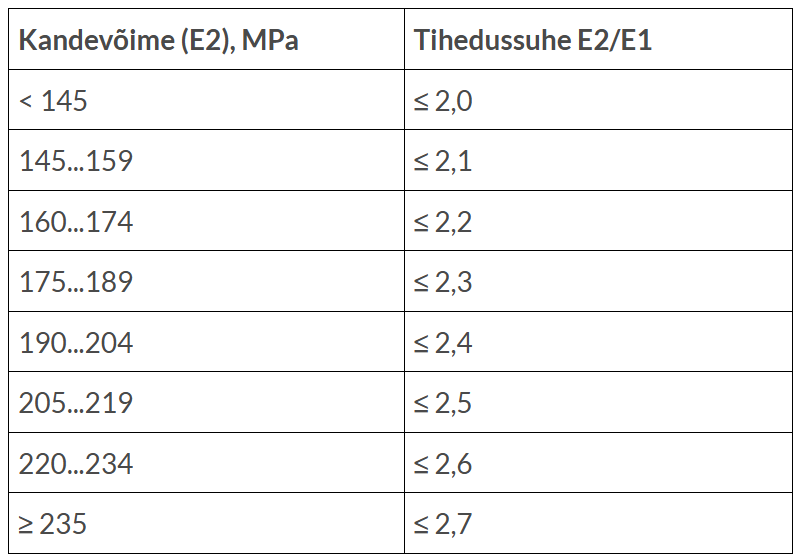 Kandevõime (E2), MPa Tihedussuhe E2/E1
< 145 ≤ 2,0
145...159 ≤ 2,1
160...174 ≤ 2,2
175...189 ≤ 2,3
190...204 ≤ 2,4
205...219 ≤ 2,5
220...234 ≤ 2,6
≥ 235 ≤ 2,7